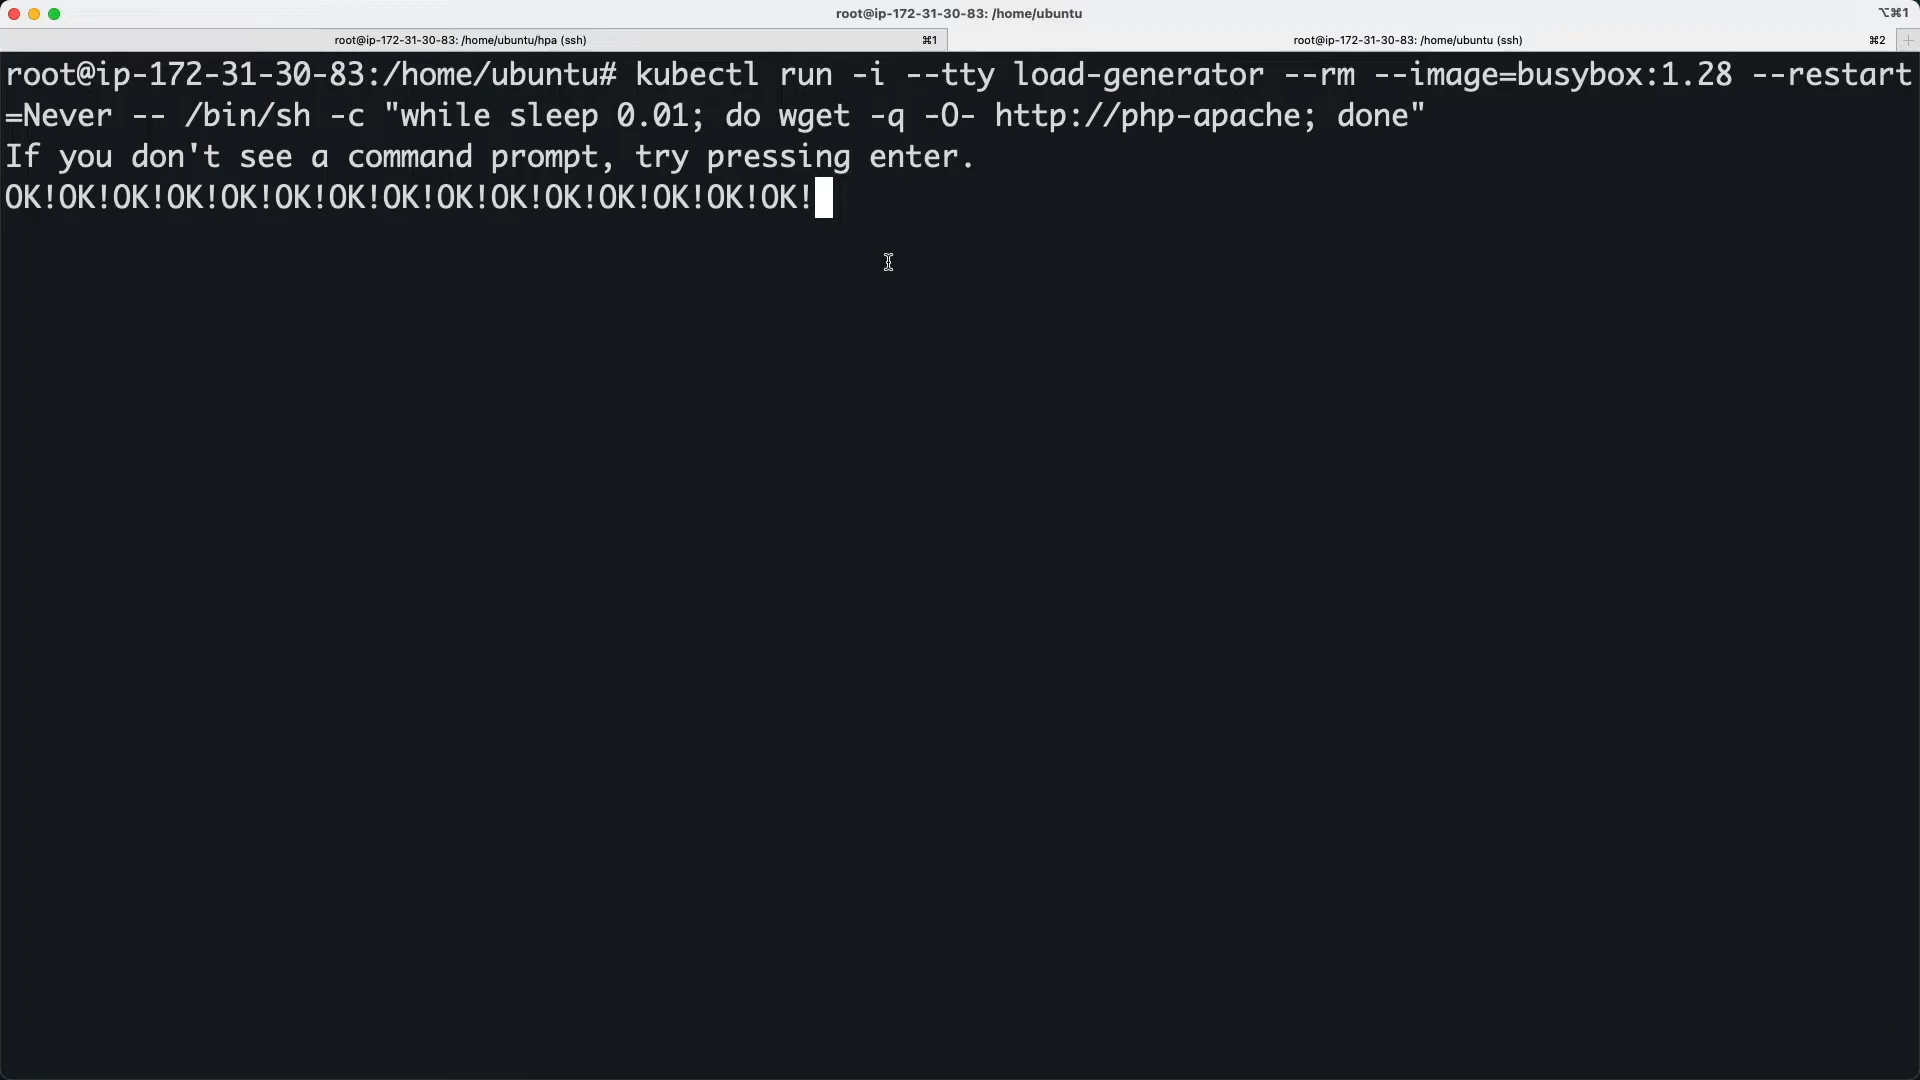 root@ip-172-31-30-83: /home/ubuntu
⌥⌘1
root@ip-172-31-30-83: /home/ubuntu/hpa (ssh)
⌘1
root@ip-172-31-30-83: /home/ubuntu (ssh)
⌘2
+
root@ip-172-31-30-83:/home/ubuntu# kubectl run -i --tty load-generator --rm --image=busybox:1.28 --restart
=Never -- /bin/sh -c "while sleep 0.01; do wget -q -O- http://php-apache; done"
If you don't see a command prompt, try pressing enter.
OK!OK!OK!OK!OK!OK!OK!OK!OK!OK!OK!OK!OK!OK!OK!